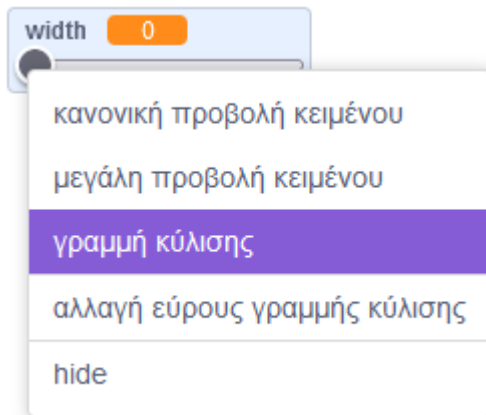 width 0
κανονική προβολή κειμένου
μεγάλη προβολή κειμένου
γραμμή κύλισης
αλλαγή εύρους γραμμής κύλισης
hide